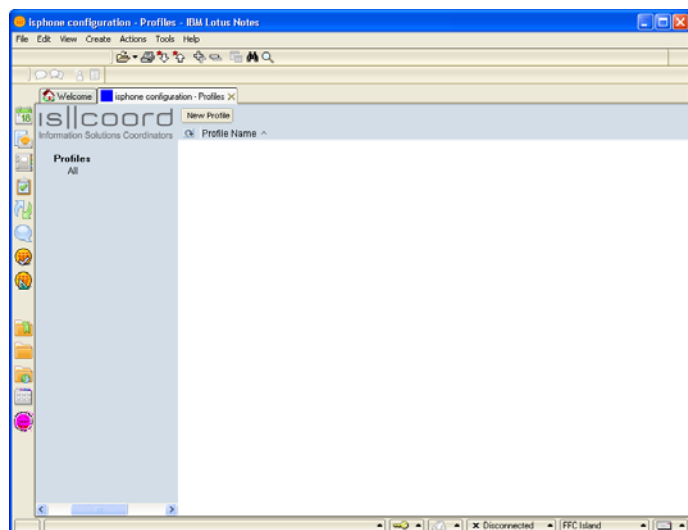 isphone configuration - Profiles - IBM Lotus Notes
File Edit View Create Actions Tools Help
Welcome isphone configuration - Profiles
18
is||coord
Information Solutions Coordinators
New Profile
Profile Name
Profiles
All
Disconnected FFC Island